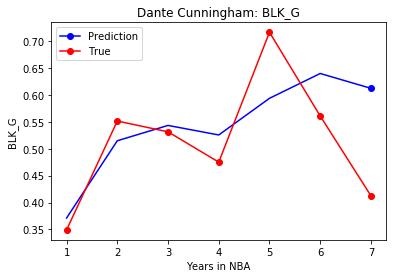 Dante Cunningham: BLK_G
Prediction
True
BLK_G
0.70
0.65
0.60
0.55
0.50
0.45
0.40
0.35
1 2 3 4 5 6 7
Years in NBA